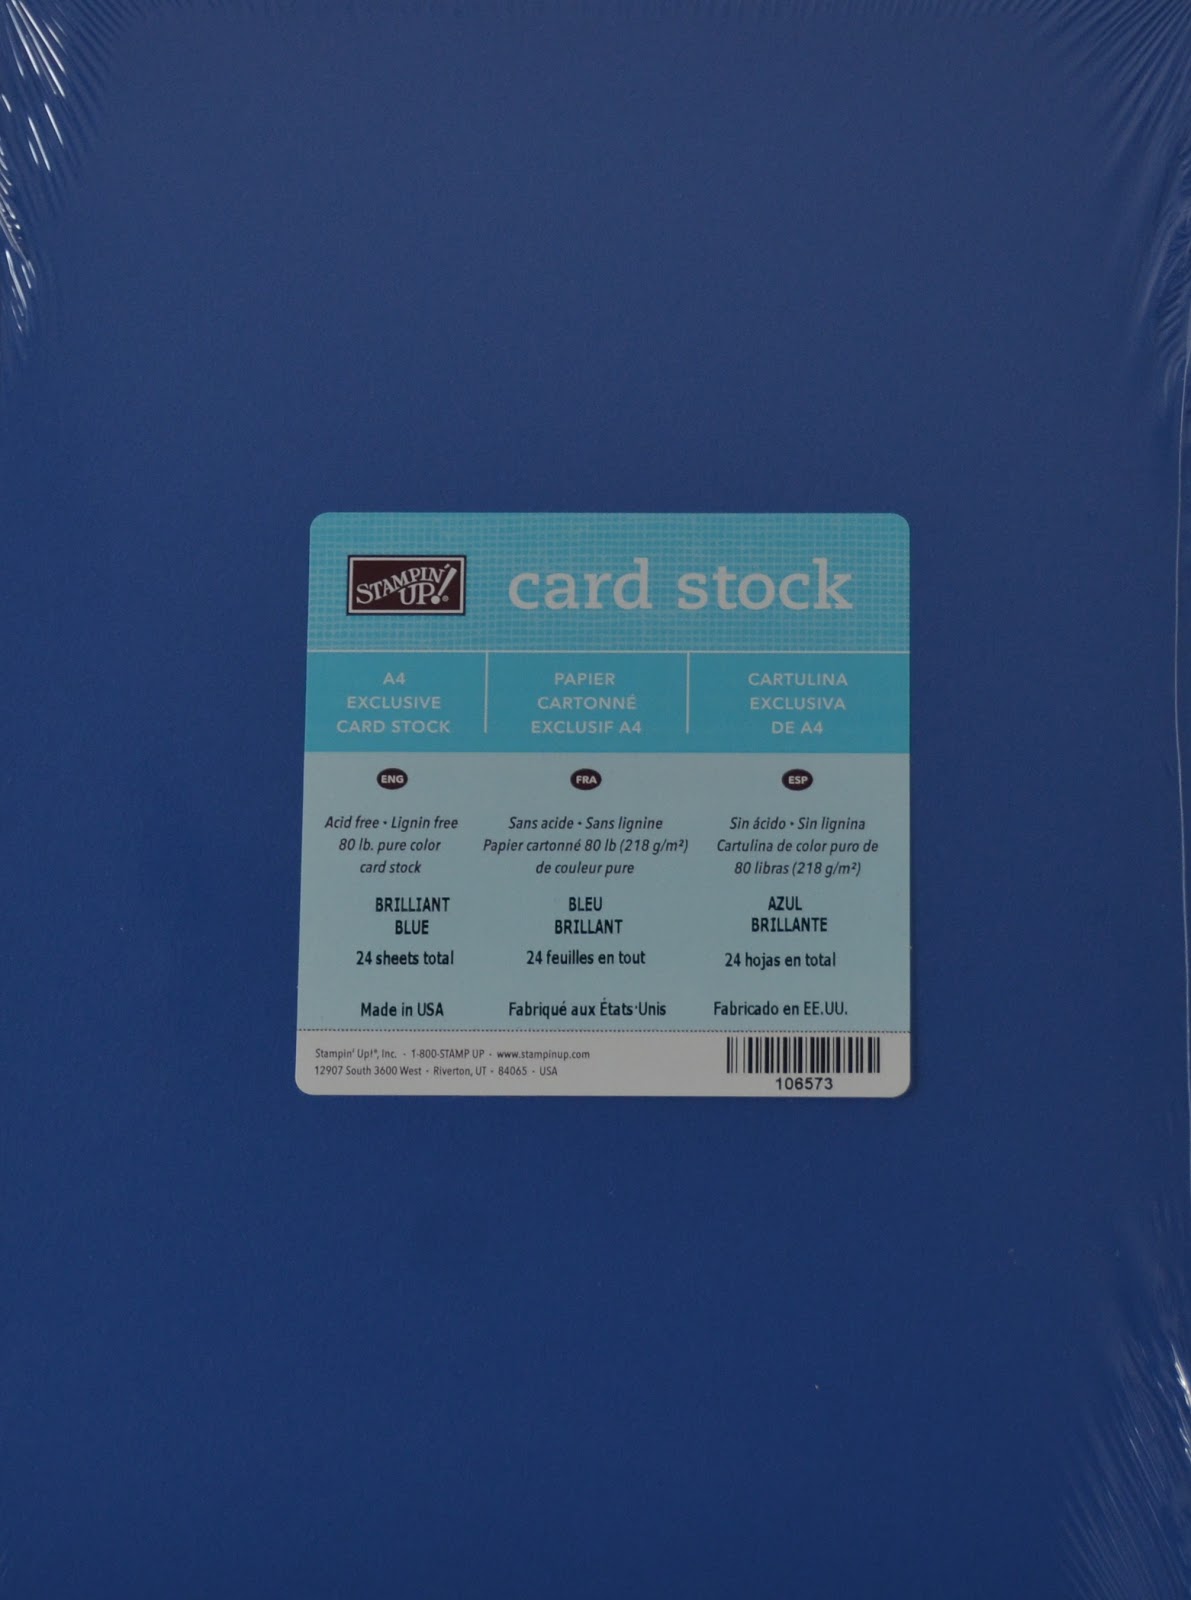 STAMPIN' UP!®
card stock
A4
EXCLUSIVE
CARD STOCK
PAPIER
CARTONNÉ
EXCLUSIF A4
CARTULINA
EXCLUSIVA
DE A4
ENG
Acid free • Lignin free
80 lb. pure color
card stock
BRILLIANT
BLUE
24 sheets total
Made in USA
FRA
Sans acide • Sans lignine
Papier cartonné 80 lb (218 g/m²)
de couleur pure
BLEU
BRILLANT
24 feuilles en tout
Fabriqué aux États-Unis
ESP
Sin ácido • Sin lignina
Cartulina de color puro de
80 libras (218 g/m²)
AZUL
BRILLANTE
24 hojas en total
Fabricado en EE.UU.
Stampin' Up!®, Inc. • 1-800-STAMP UP • www.stampinup.com
12907 South 3600 West • Riverton, UT • 84065 • USA
106573